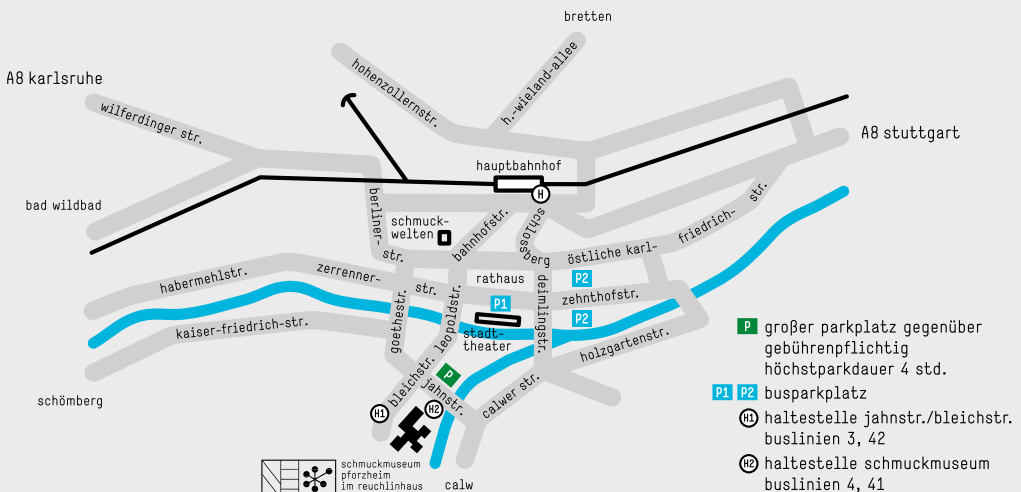 bretten
A8 karlsruhe
hohenzollernstr.
h.-wieland-allee
wilferdinger str.
A8 stuttgart
hauptbahnhof
H
bad wildbad
berliner-
str.
schmuck-
welten
bahnhofstr.
schloss
berg
östliche karl-
friedrich-
str.
habermehlstr.
zerrenner-
str.
rathaus
P1
P2
zehnthofstr.
P2
deimlingstr.
goethestr.
leopoldstr.
stadt-
theater
kaiser-friedrich-str.
holzgartenstr.
bleichstr.
P
jahnstr.
calwer str.
H1
H2
schömberg
schmuckmuseum
pforzheim
im reuchlinhaus
calw
P großer parkplatz gegenüber
gebührenpflichtig
höchstparkdauer 4 std.
P1 P2 busparkplatz
H1 haltestelle jahnstr./bleichstr.
buslinien 3, 42
H2 haltestelle schmuckmuseum
buslinien 4, 41